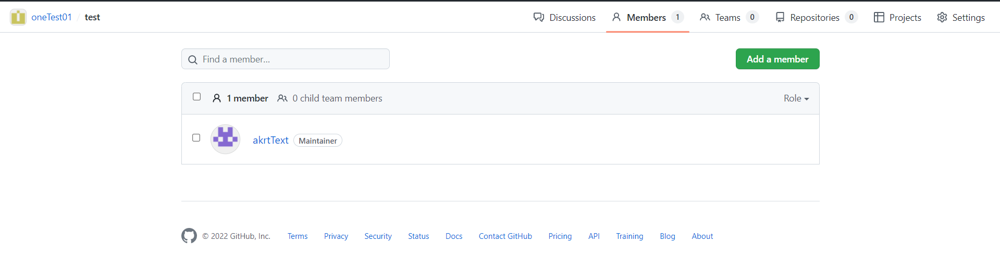 oneTest01 / test Discussions Members 1 Teams 0 Repositories 0 Projects Settings
Find a member... Add a member
1 member 0 child team members Role
akrtText Maintainer
© 2022 GitHub, Inc. Terms Privacy Security Status Docs Contact GitHub Pricing API Training Blog About